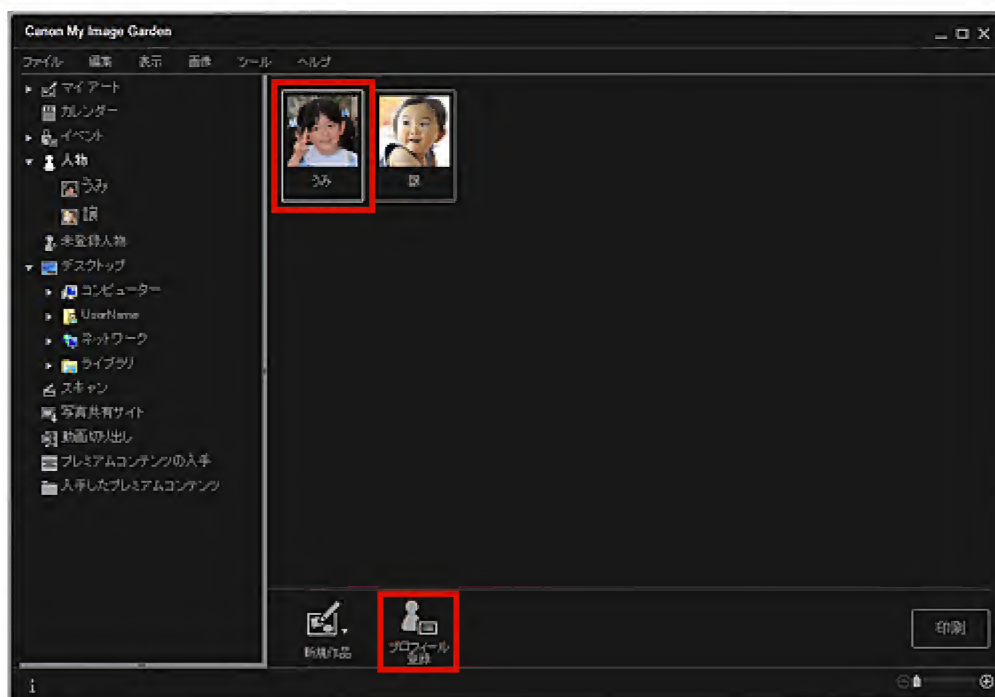 Canon My Image Garden
ファイル 編集 表示 画像 ツール ヘルプ
マイ アート
カレンダー
イベント
人物
うみ
譲
未登録人物
デスクトップ
コンピューター
UserName
ネットワーク
ライブラリ
スキャン
写真共有サイト
動画切り出し
プレミアムコンテンツの入手
入手したプレミアムコンテンツ
うみ
譲
新規作品
プロフィール
登録
印刷